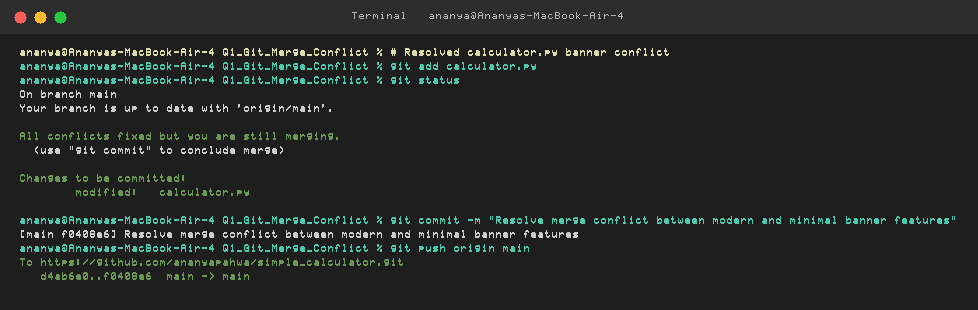 Terminal ananya@Ananyas-MacBook-Air-4
ananya@Ananyas-MacBook-Air-4 Q1_Git_Merge_Conflict % # Resolved calculator.py banner conflict
ananya@Ananyas-MacBook-Air-4 Q1_Git_Merge_Conflict % git add calculator.py
ananya@Ananyas-MacBook-Air-4 Q1_Git_Merge_Conflict % git status
On branch main
Your branch is up to date with 'origin/main'.
All conflicts fixed but you are still merging.
(use "git commit" to conclude merge)
Changes to be committed:
modified: calculator.py
ananya@Ananyas-MacBook-Air-4 Q1_Git_Merge_Conflict % git commit -m "Resolve merge conflict between modern and minimal banner features"
[main f0408e6] Resolve merge conflict between modern and minimal banner features
ananya@Ananyas-MacBook-Air-4 Q1_Git_Merge_Conflict % git push origin main
To https://github.com/ananyapahwa/simple_calculator.git
d4ab6a0..f0408e6 main -> main